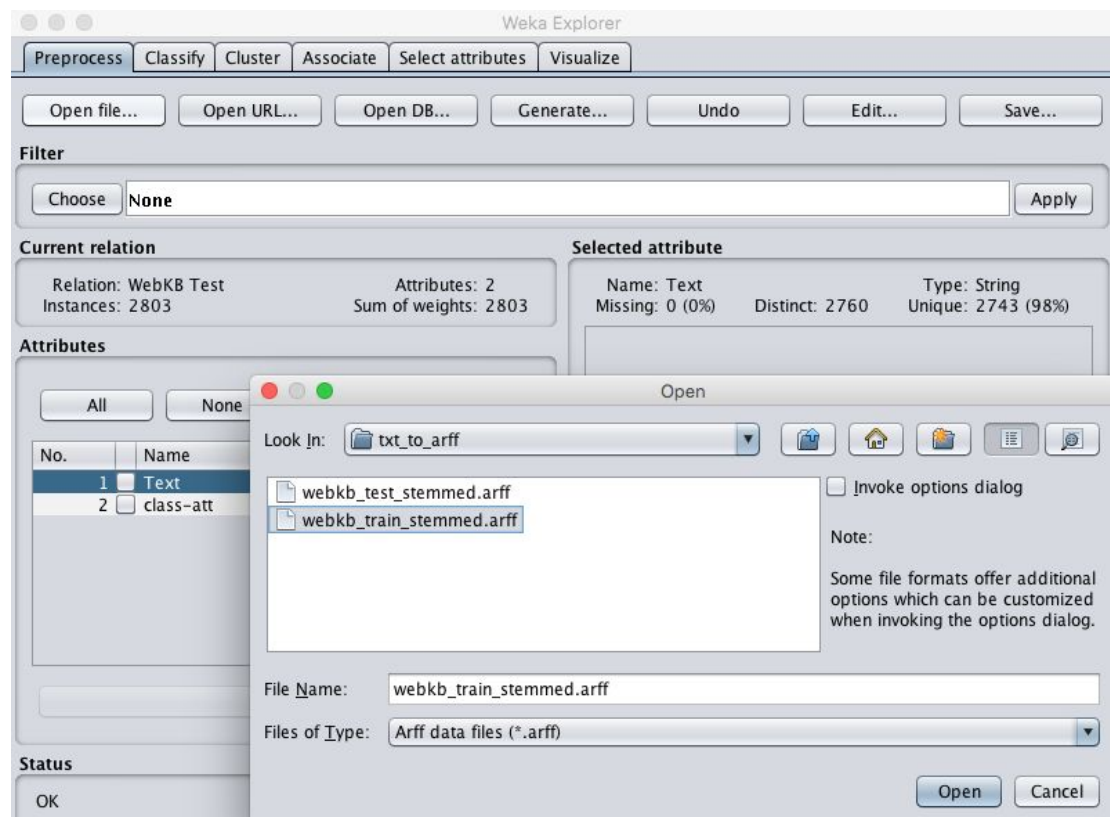 Weka Explorer
Preprocess Classify Cluster Associate Select attributes Visualize
Open file... Open URL... Open DB... Generate... Undo Edit... Save...
Filter
Choose None Apply
Current relation
Relation: WebKB Test Attributes: 2
Instances: 2803 Sum of weights: 2803
Selected attribute
Name: Text Type: String
Missing: 0 (0%) Distinct: 2760 Unique: 2743 (98%)
Attributes
All None
No. Name
1 Text
2 class-att
Open
Look In: txt_to_arff
webkb_test_stemmed.arff
webkb_train_stemmed.arff
Invoke options dialog
Note:
Some file formats offer additional
options which can be customized
when invoking the options dialog.
File Name: webkb_train_stemmed.arff
Files of Type: Arff data files (*.arff)
Open Cancel
Status
OK